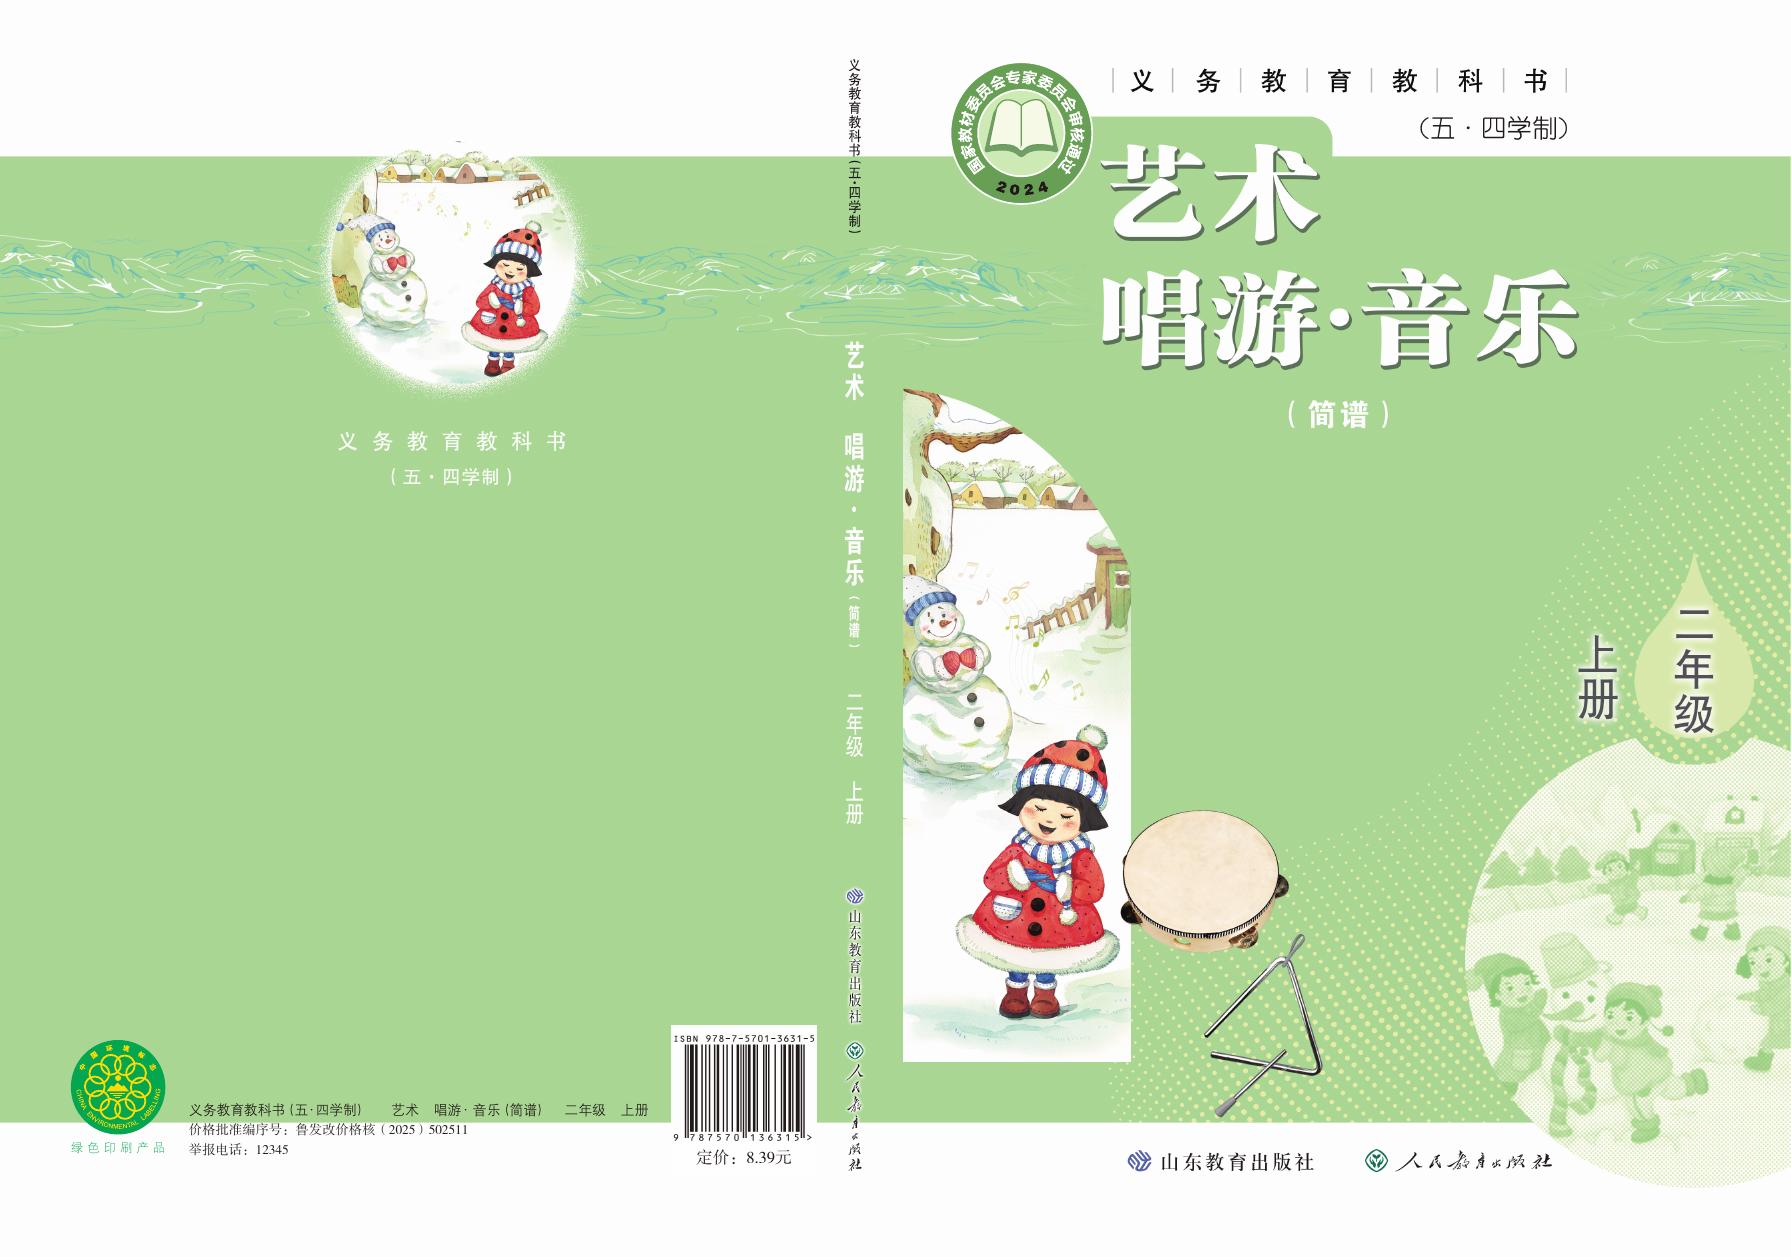 义务教育教科书
（五·四学制）
国家教材委员会专家委员会审核通过
2024
艺术
唱游·音乐
（简谱）
二年级
上册
山东教育出版社
人民教育出版社
义务教育教科书（五·四学制）
艺术 唱游·音乐（简谱） 二年级 上册
山东教育出版社
人民教育出版社
义务教育教科书
（五·四学制）
中国环境标志
CHINA ENVIRONMENTAL LABELLING
绿色印刷产品
义务教育教科书（五·四学制） 艺术 唱游·音乐（简谱） 二年级 上册
价格批准编序号：鲁发改价格核（2025）502511
举报电话：12345
ISBN 978-7-5701-3631-5
9 787570 136315 >
定价：8.39元